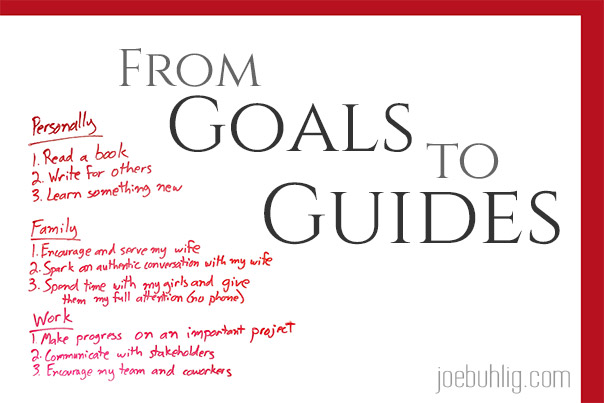 From
Goals
to
Guides
Personally
1. Read a book
2. Write for others
3. Learn something new
Family
1. Encourage and serve my wife
2. Spark an authentic conversation with my wife
3. Spend time with my girls and give
them my full attention (no phone)
Work
1. Make progress on an important project
2. Communicate with stakeholders
3. Encourage my team and coworkers
joebuhlig.com